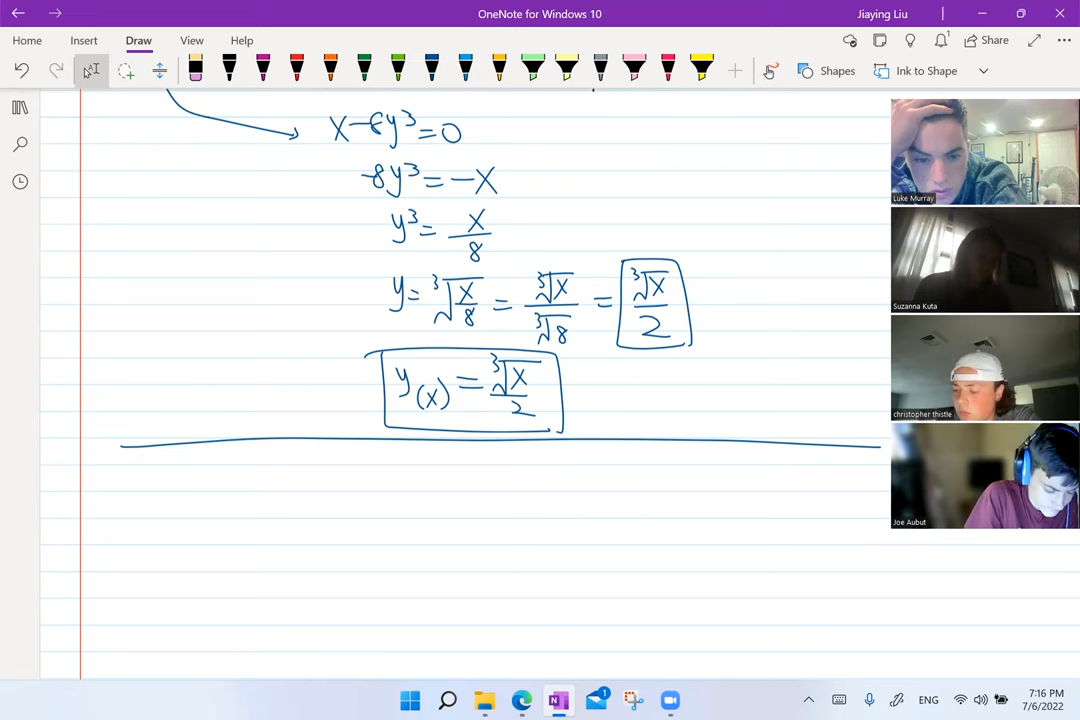 OneNote for Windows 10
Jiaying Liu
Home Insert Draw View Help
Share
Shapes
Ink to Shape
x-8y³=0
-8y³=-x
y³=x/8
y=∛(x/8)=∛x/∛8=∛x/2
y(x)=∛x/2
Luke Murray
Suzanna Kuta
christopher thistle
Joe Aubut
1
ENG
7:16 PM
7/6/2022